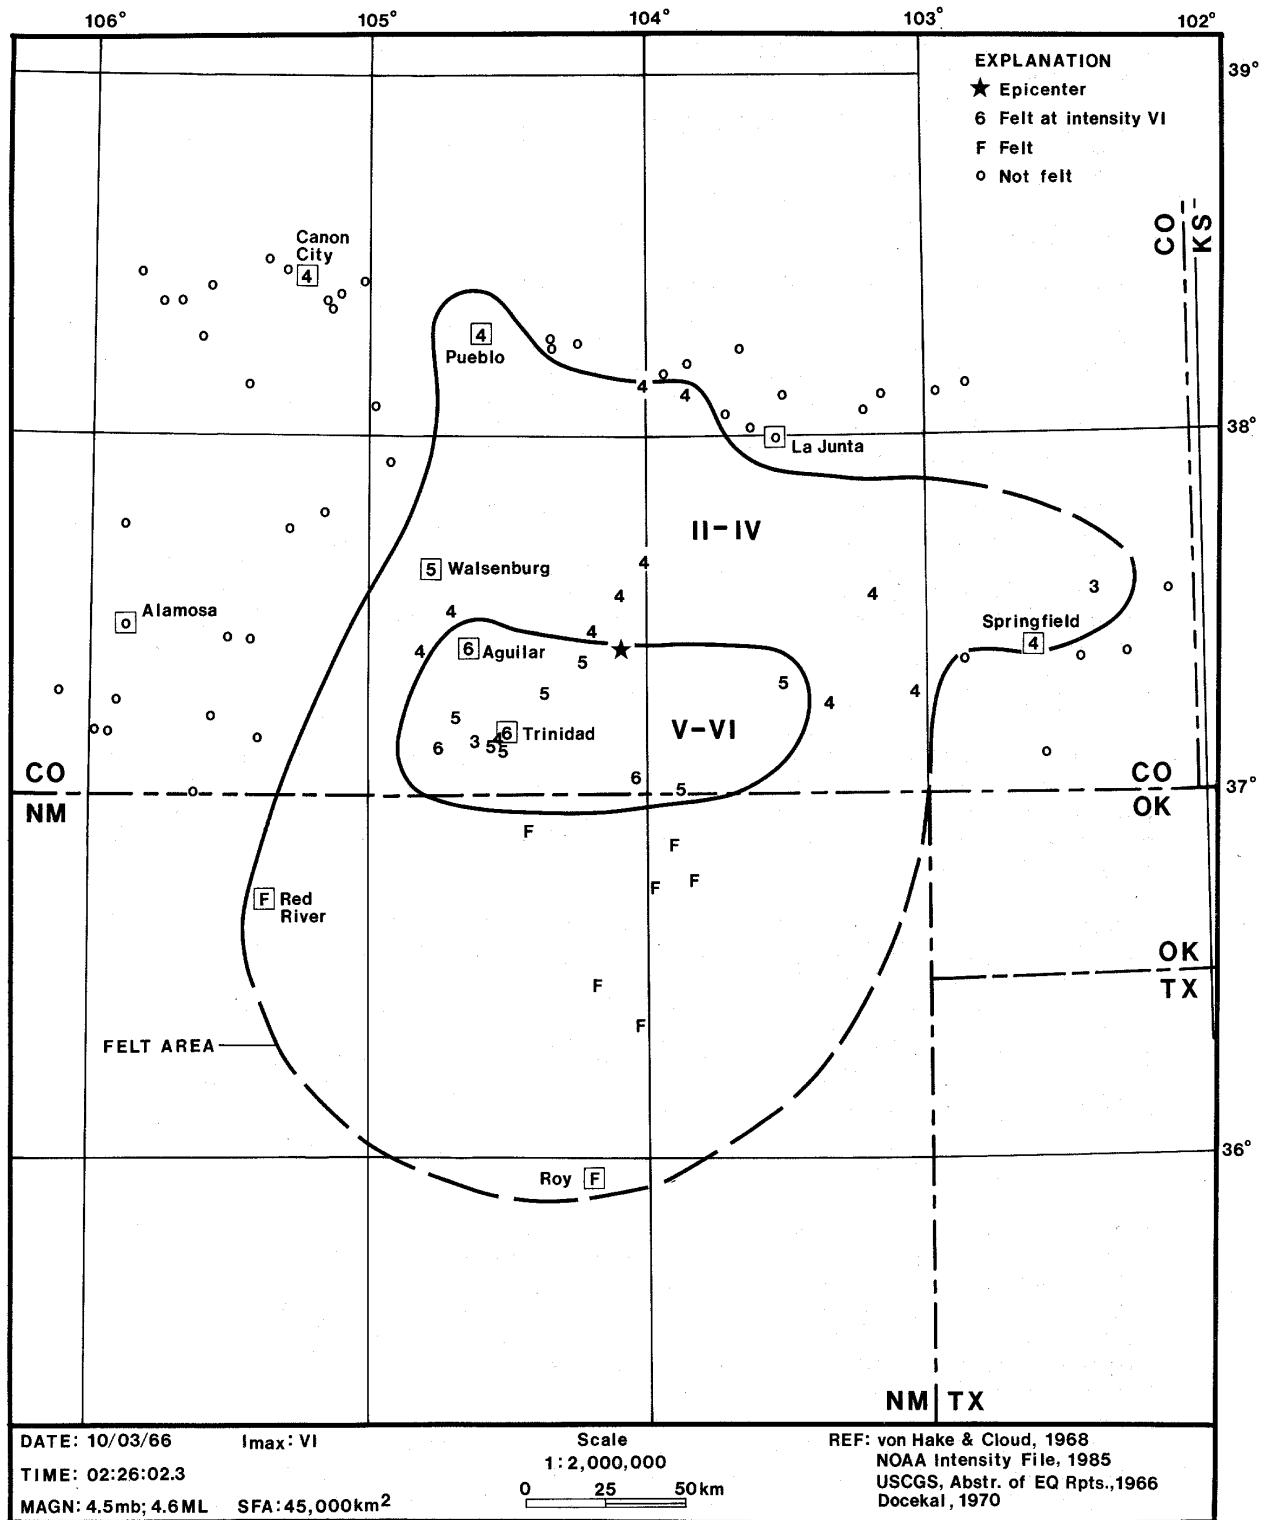 106° 105° 104° 103° 102°
EXPLANATION
★ Epicenter
6 Felt at intensity VI
F Felt
o Not felt
39°
CO KS
Canon
City
4
4
Pueblo
4
4
38°
o
La Junta
II-IV
5 Walsenburg
4
4
4
3
Alamosa
o
4
4
Springfield
4
4
6 Aguilar
5
5
5
4
4
5
6 Trinidad
V-VI
6
3
5
4
5
6
5
CO
NM
CO
OK
37°
F
F
F
F
F Red
River
OK
TX
F
F
FELT AREA
36°
Roy F
NM TX
DATE: 10/03/66 Imax: VI
TIME: 02:26:02.3
MAGN: 4.5mb; 4.6ML SFA: 45,000km2
Scale
1:2,000,000
0 25 50km
REF: von Hake & Cloud, 1968
NOAA Intensity File, 1985
USCGS, Abstr. of EQ Rpts.,1966
Docekal, 1970